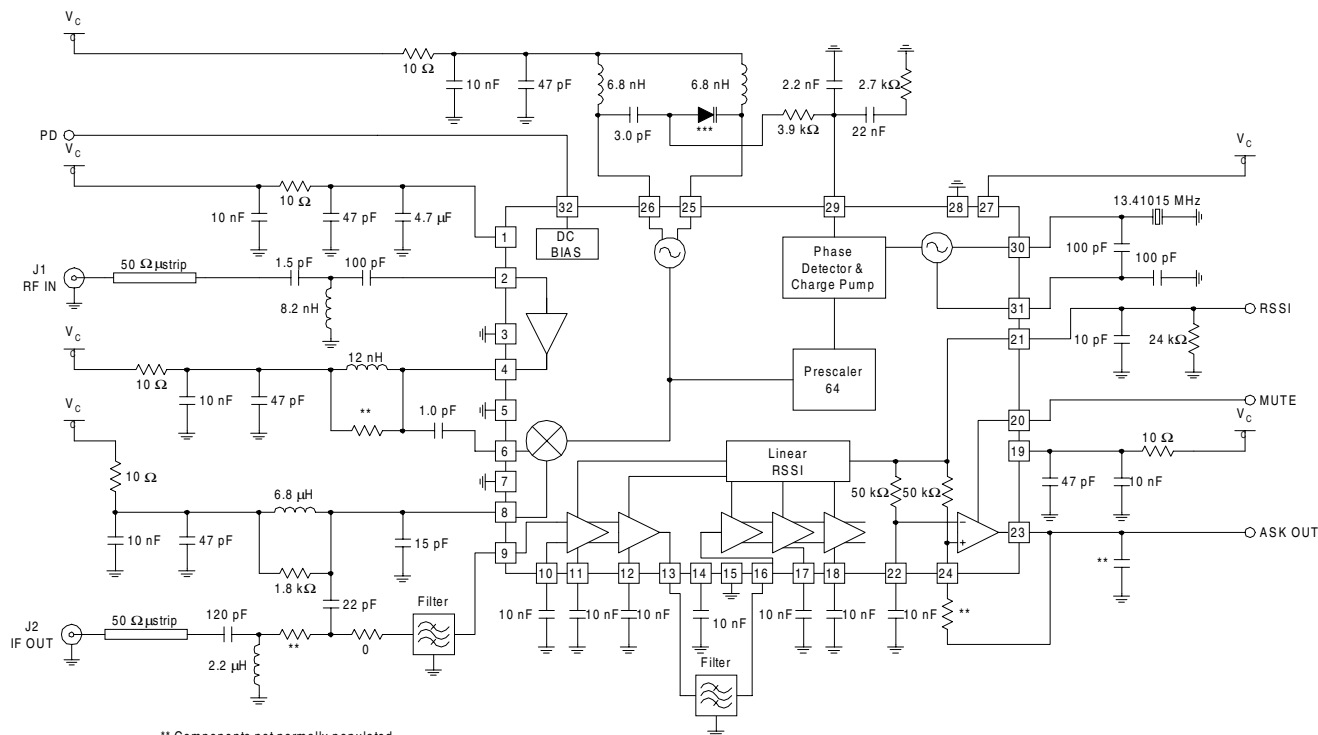 VC
10 Ω
10 nF
47 pF
6.8 nH
6.8 nH
3.0 pF
***
3.9 kΩ
2.2 nF
2.7 kΩ
22 nF
PD
VC
10 nF
10 Ω
47 pF
4.7 µF
32
26
25
29
28
27
VC
13.41015 MHz
1
DC
BIAS
Phase
Detector &
Charge Pump
30
100 pF
100 pF
J1
RF IN
50 Ω µstrip
1.5 pF
100 pF
8.2 nH
2
31
RSSI
3
21
10 pF
24 kΩ
VC
10 Ω
10 nF
47 pF
12 nH
**
1.0 pF
4
Prescaler
64
5
20
MUTE
VC
6
19
10 Ω
47 pF
10 nF
VC
10 Ω
7
Linear
RSSI
50 kΩ
50 kΩ
6.8 µH
8
10 nF
47 pF
15 pF
9
−
+
23
ASK OUT
**
1.8 kΩ
22 pF
10
11
12
13
14
15
16
17
18
22
24
10 nF
10 nF
10 nF
10 nF
10 nF
10 nF
10 nF
**
J2
IF OUT
50 Ω µstrip
120 pF
2.2 µH
**
0
Filter
Filter
** Components not normally populated